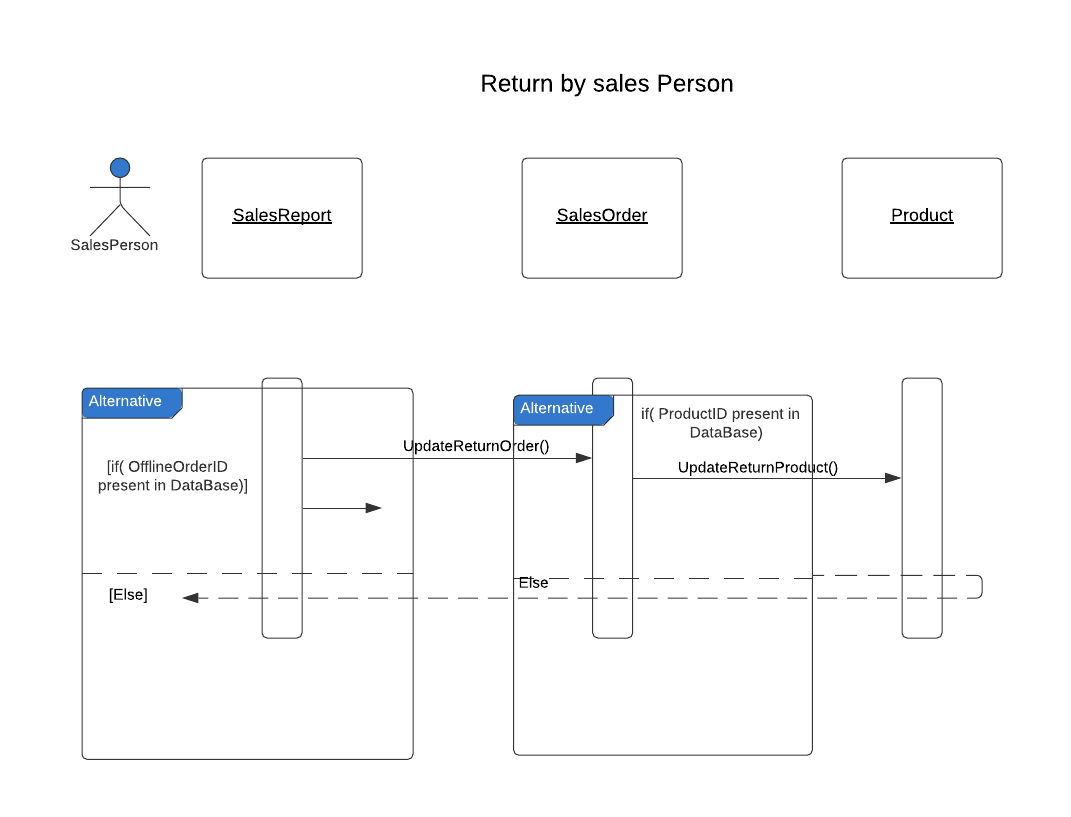 Return by sales Person
SalesPerson
SalesReport
SalesOrder
Product
Alternative
[if( OfflineOrderID
present in DataBase)]
UpdateReturnOrder()
Alternative
if( ProductID present in
DataBase)
UpdateReturnProduct()
[Else]
Else